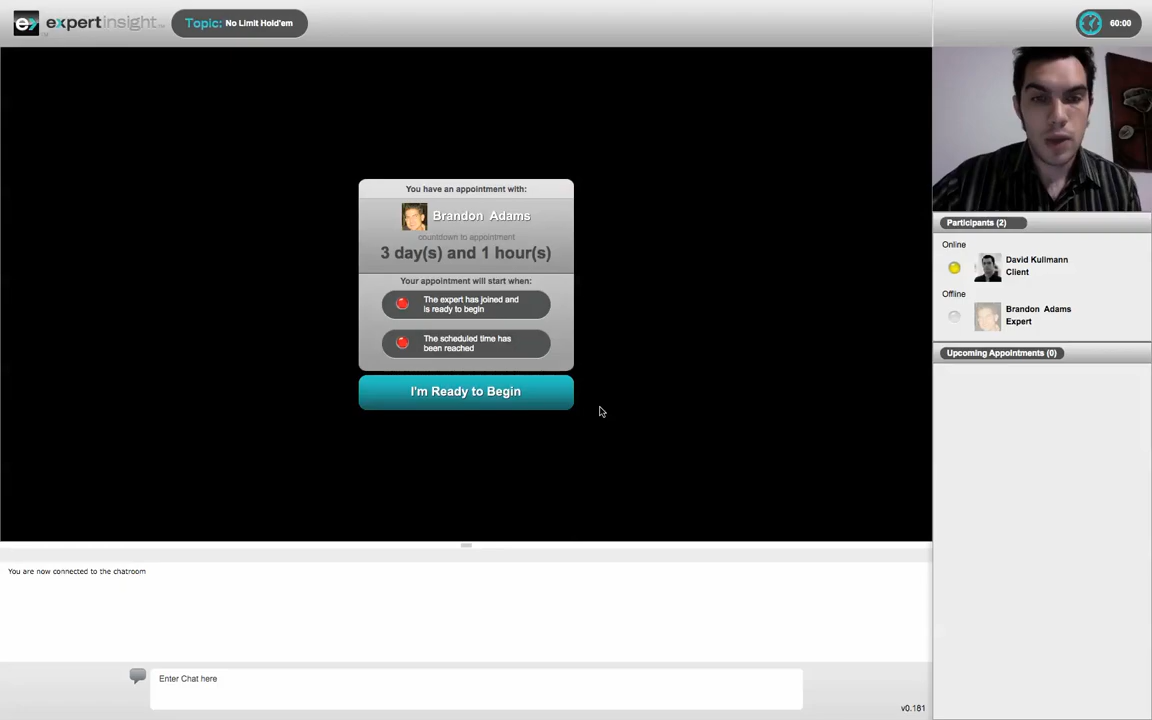 expertinsight
Topic: No Limit Hold'em
60:00
You have an appointment with:
Brandon Adams
countdown to appointment
3 day(s) and 1 hour(s)
Your appointment will start when:
The expert has joined and
is ready to begin
The scheduled time has
been reached
I'm Ready to Begin
Participants (2)
Online
David Kullmann
Client
Offline
Brandon Adams
Expert
Upcoming Appointments (0)
You are now connected to the chatroom
Enter Chat here
v0.181